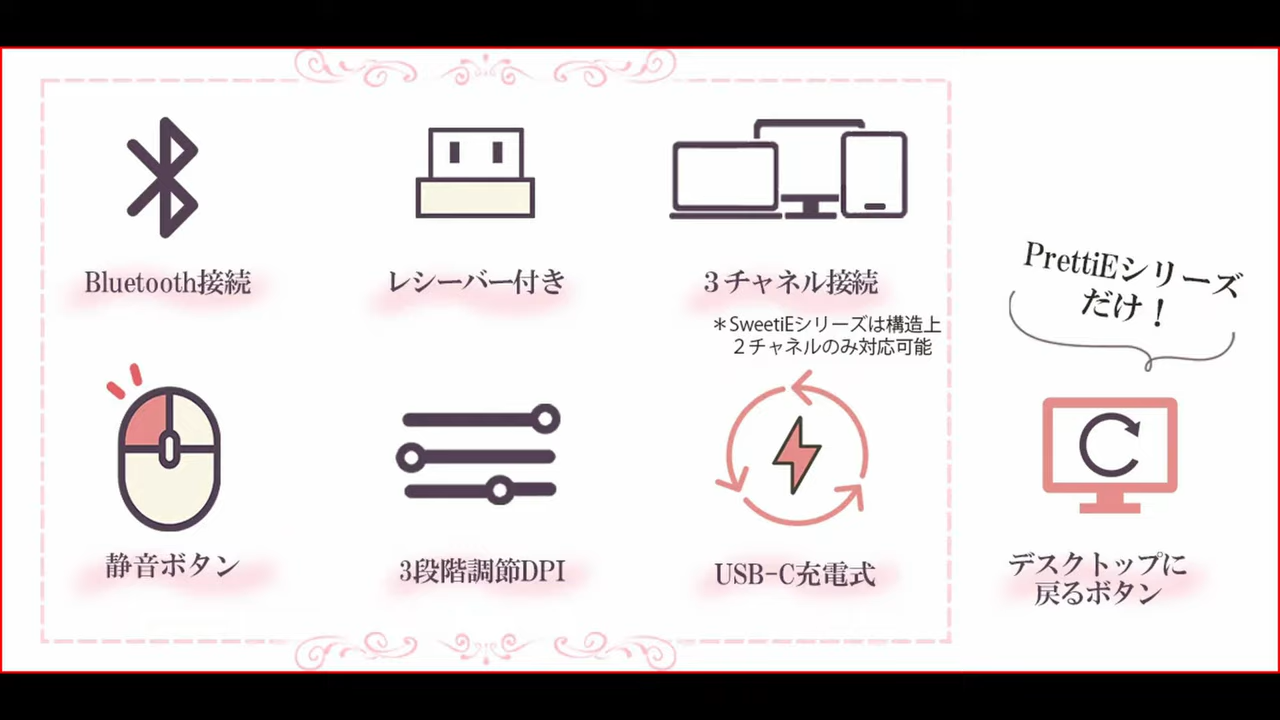 Bluetooth接続
レシーバー付き
3チャネル接続
＊SweetiEシリーズは構造上
2チャネルのみ対応可能
PrettiEシリーズ
だけ！
静音ボタン
3段階調節DPI
USB-C充電式
デスクトップに
戻るボタン